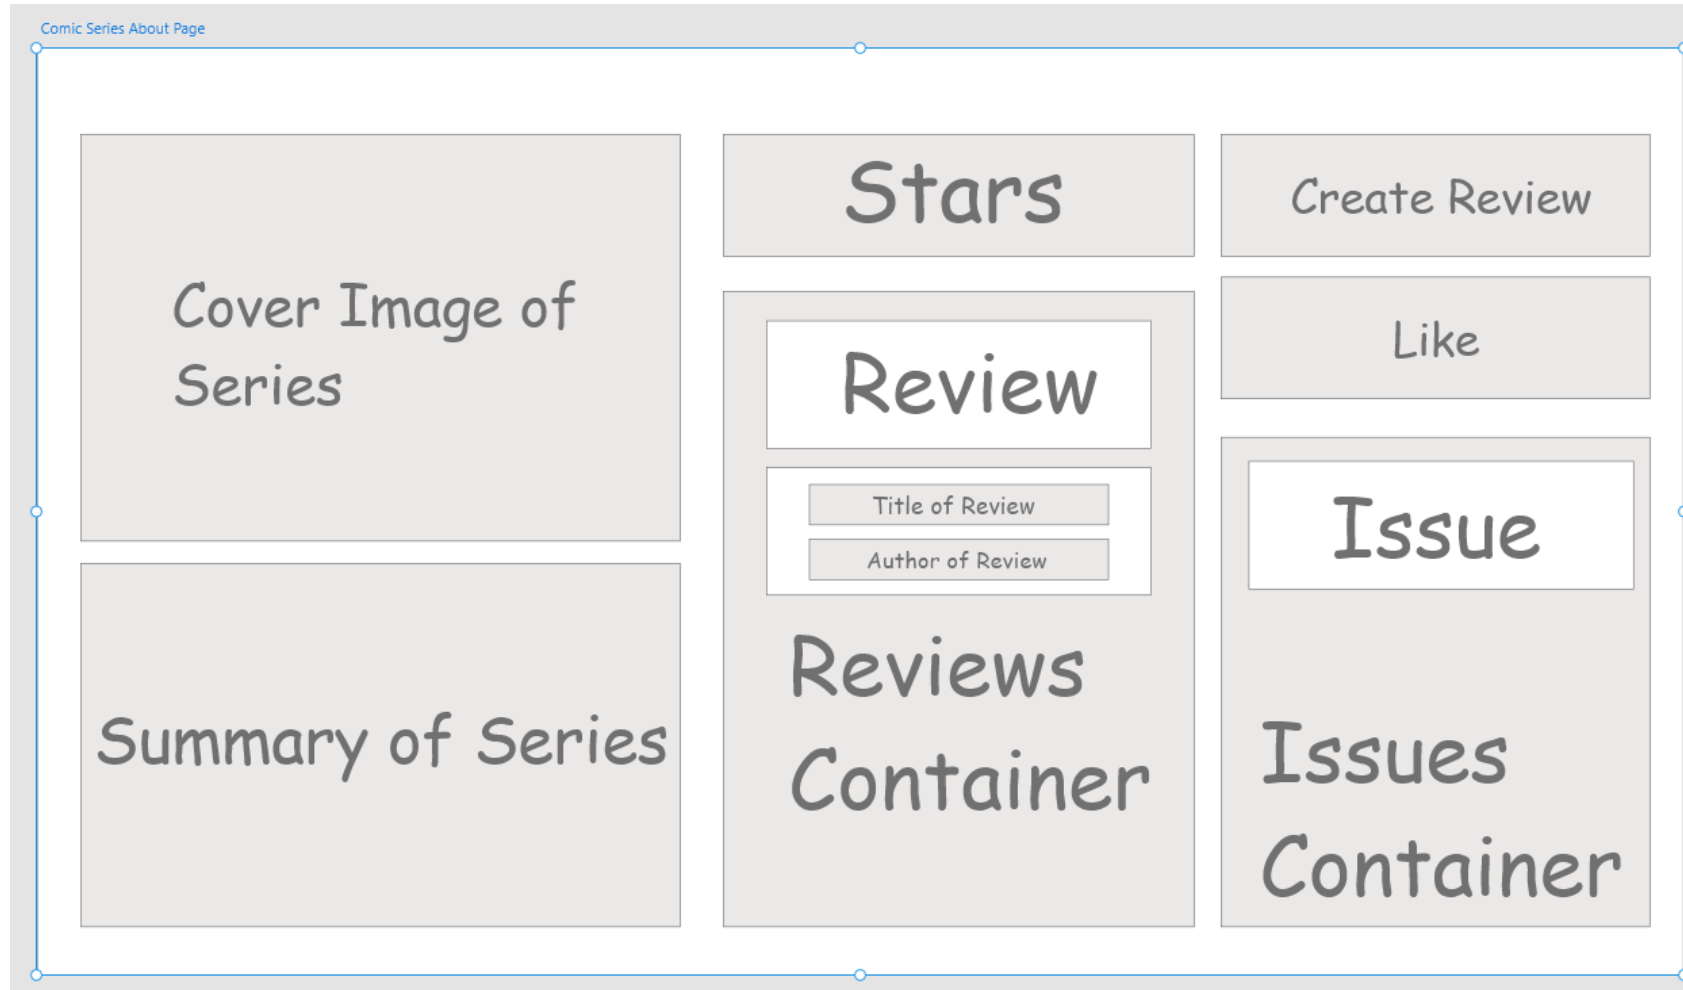 Comic Series About Page
Cover Image of
Series
Summary of Series
Stars
Review
Title of Review
Author of Review
Reviews
Container
Create Review
Like
Issue
Issues
Container